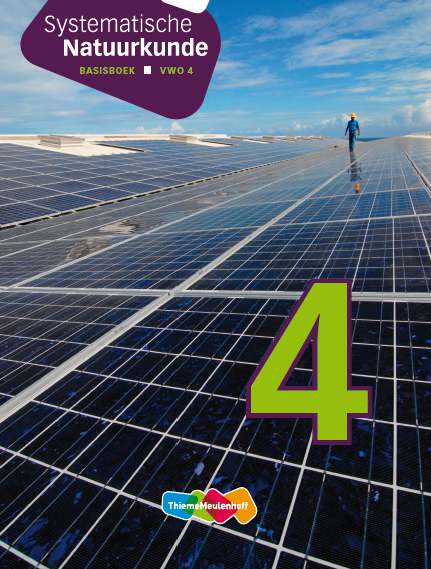 Systematische
Natuurkunde
BASISBOEK ■ VWO 4
4
ThiemeMeulenhoff